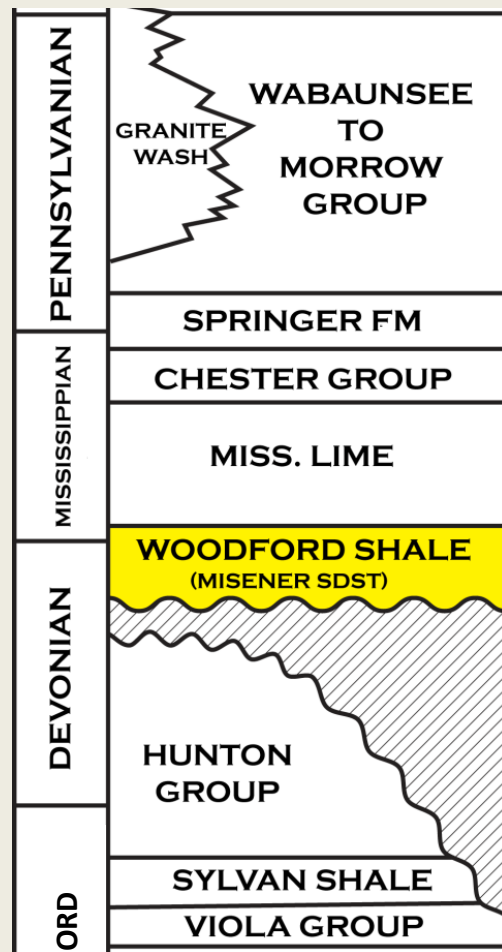 PENNSYLVANIAN
GRANITE
WASH
WABAUNSEE
TO
MORROW
GROUP
SPRINGER FM
MISSISSIPPIAN
CHESTER GROUP
MISS. LIME
WOODFORD SHALE
(MISENER SDST)
DEVONIAN
HUNTON
GROUP
SYLVAN SHALE
ORD
VIOLA GROUP